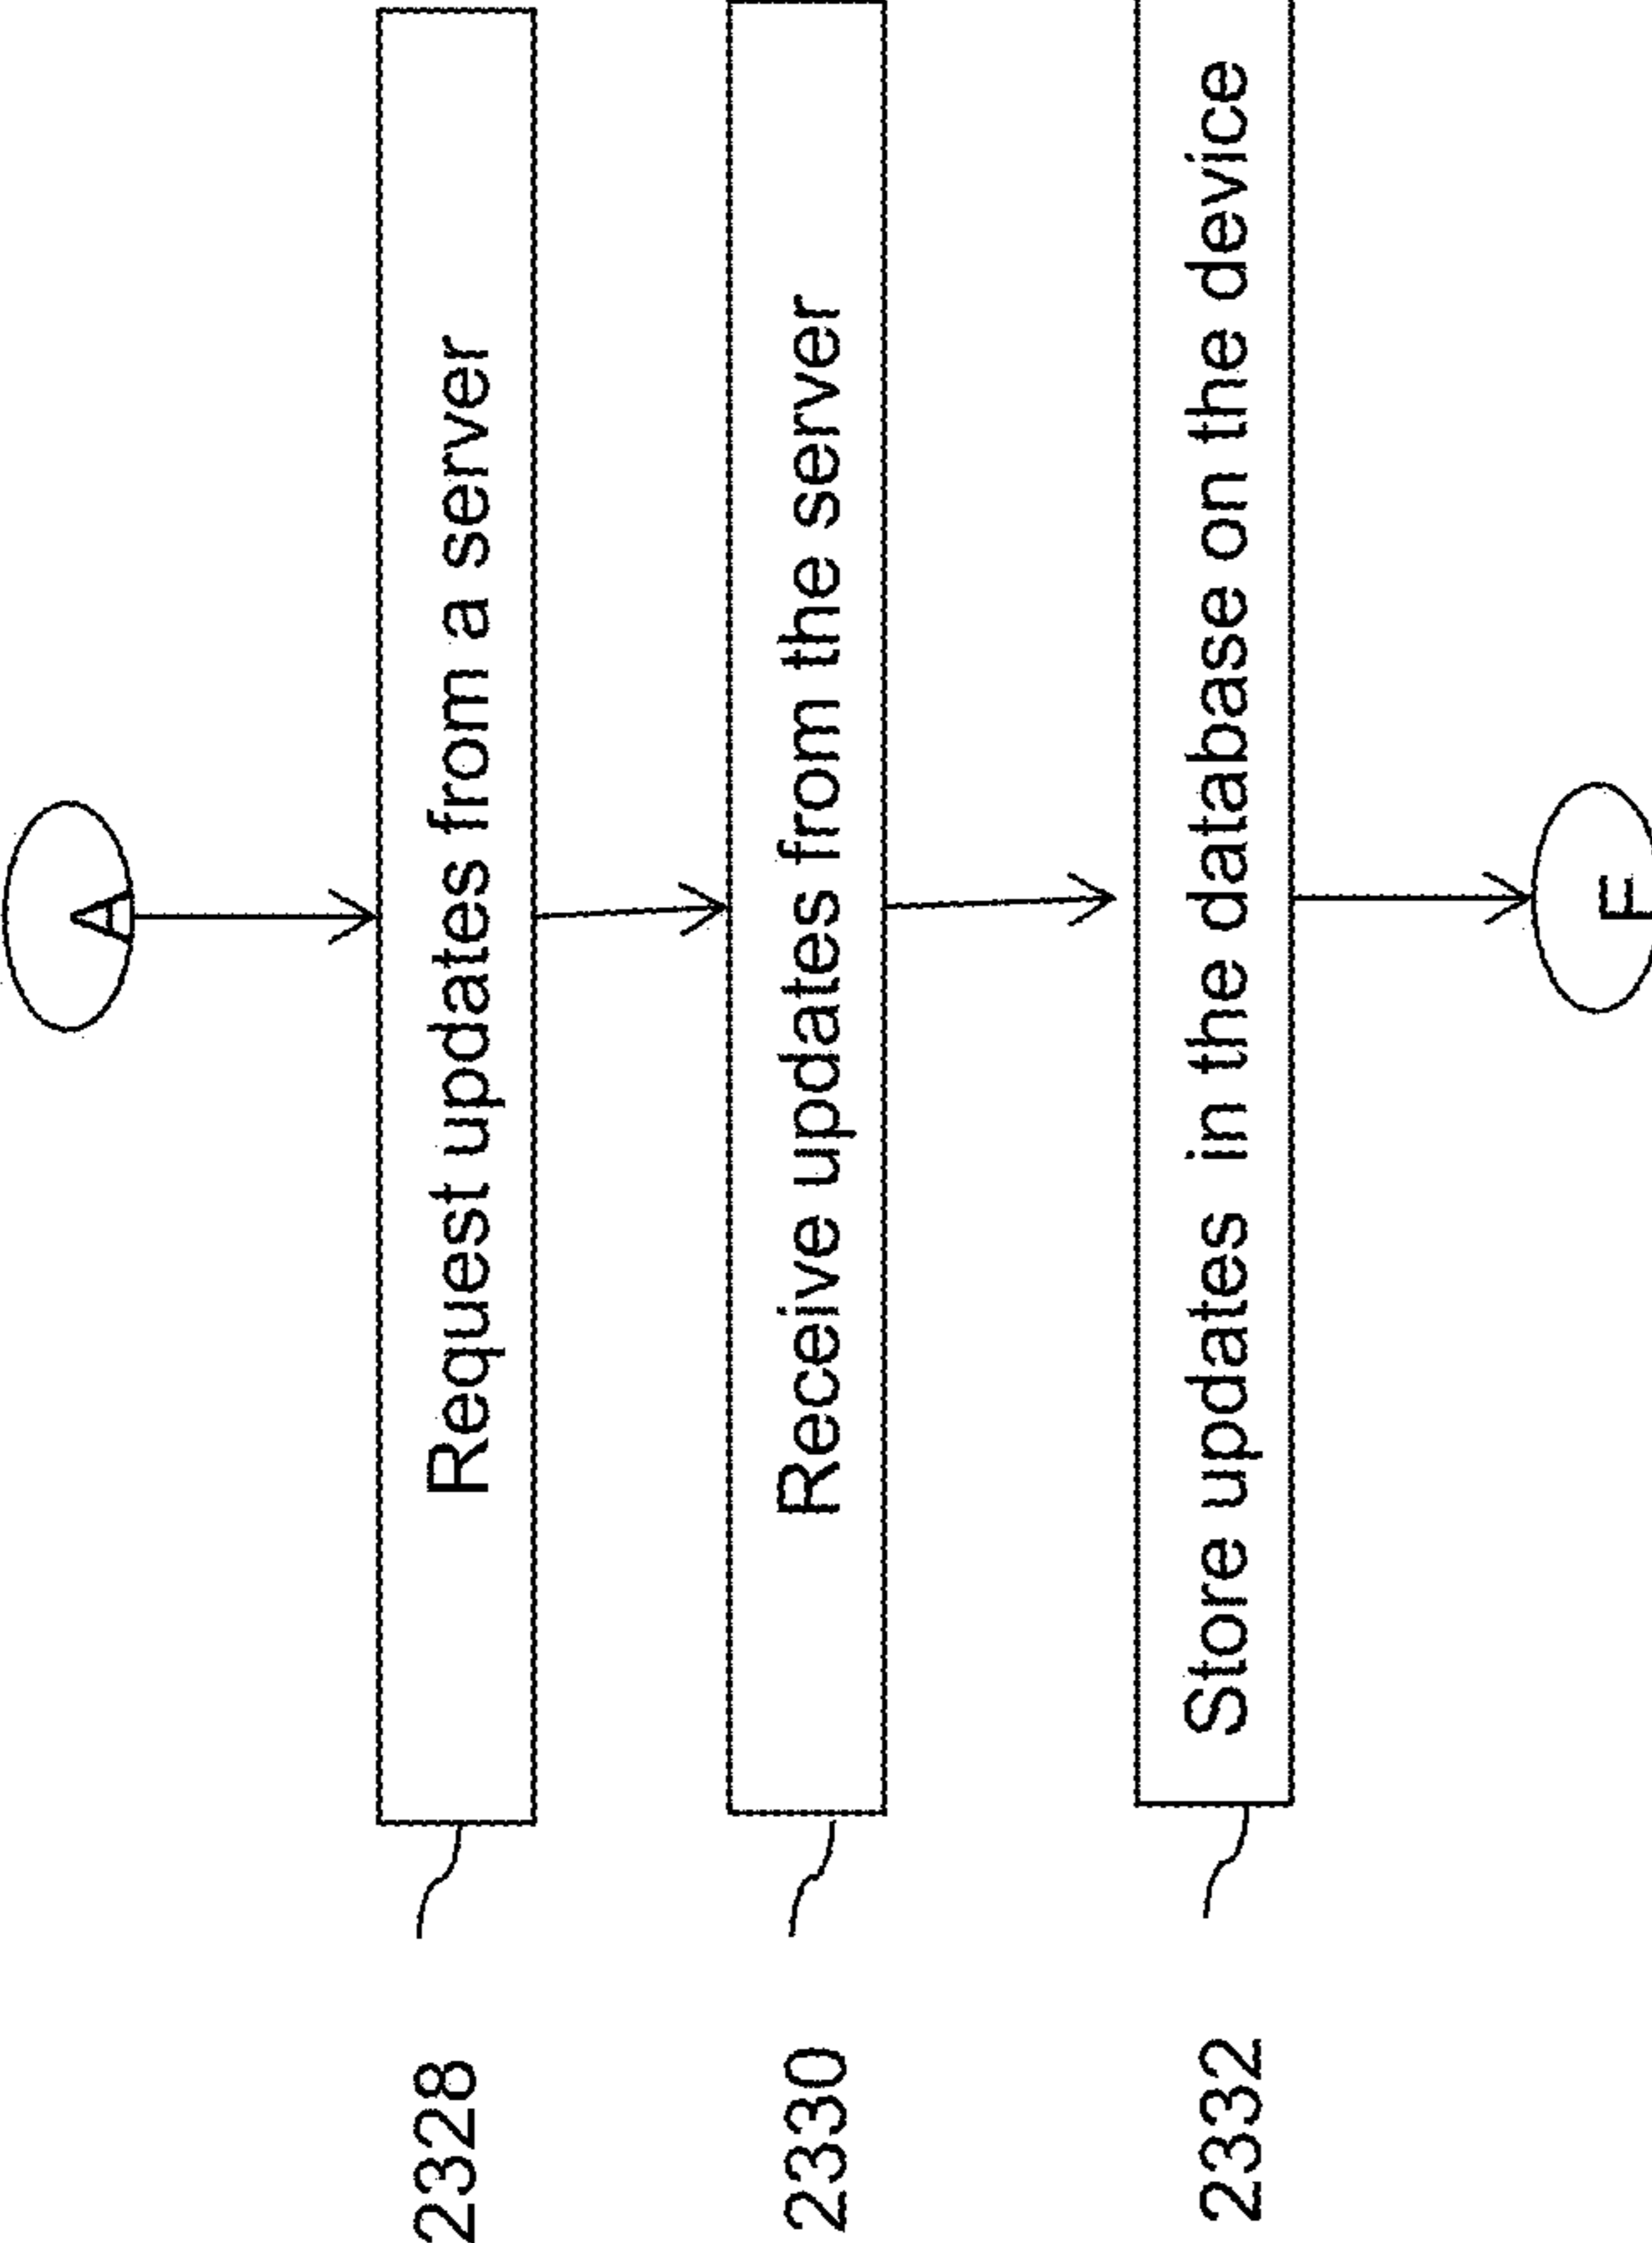 A
2328 Request updates from a server
2330 Receive updates from the server
2332 Store updates in the database on the device